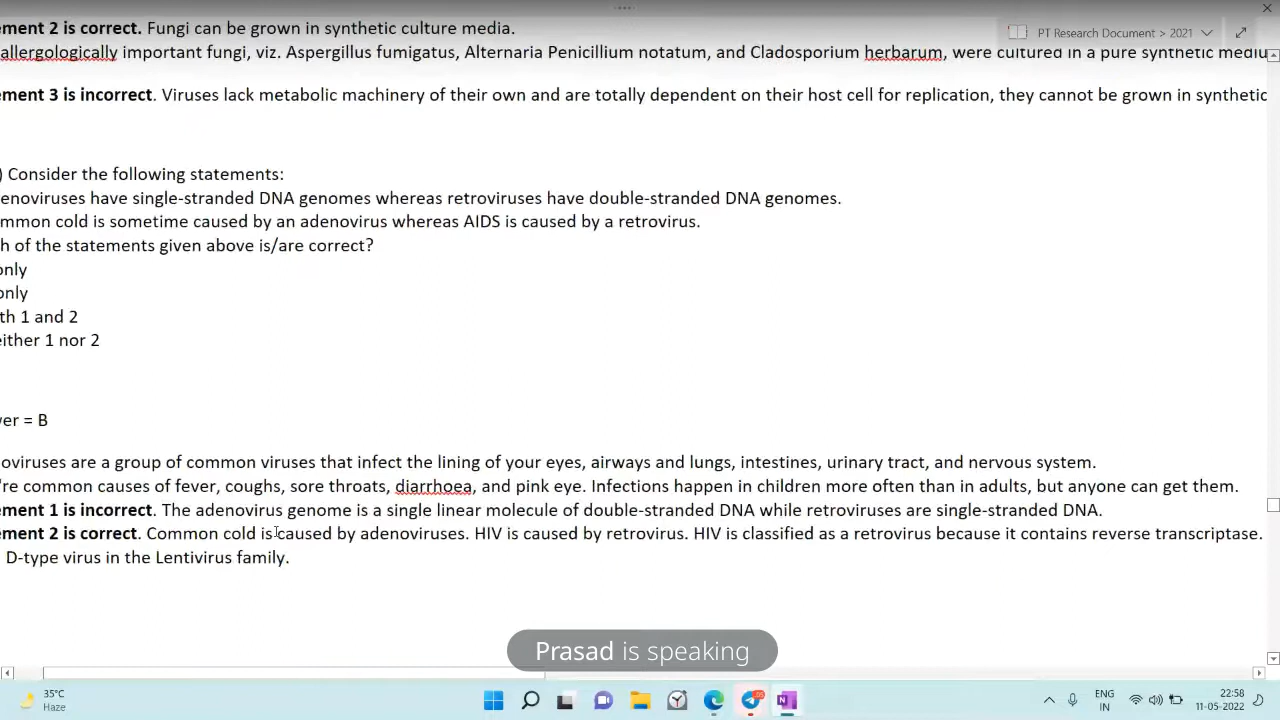 ement 2 is correct. Fungi can be grown in synthetic culture media.
PT Research Document > 2021
allergologically important fungi, viz. Aspergillus fumigatus, Alternaria Penicillium notatum, and Cladosporium herbarum, were cultured in a pure synthetic mediu
ement 3 is incorrect. Viruses lack metabolic machinery of their own and are totally dependent on their host cell for replication, they cannot be grown in synthetic
) Consider the following statements:
enoviruses have single-stranded DNA genomes whereas retroviruses have double-stranded DNA genomes.
mmon cold is sometime caused by an adenovirus whereas AIDS is caused by a retrovirus.
h of the statements given above is/are correct?
only
only
th 1 and 2
either 1 nor 2
ver = B
oviruses are a group of common viruses that infect the lining of your eyes, airways and lungs, intestines, urinary tract, and nervous system.
're common causes of fever, coughs, sore throats, diarrhoea, and pink eye. Infections happen in children more often than in adults, but anyone can get them.
ement 1 is incorrect. The adenovirus genome is a single linear molecule of double-stranded DNA while retroviruses are single-stranded DNA.
ement 2 is correct. Common cold is caused by adenoviruses. HIV is caused by retrovirus. HIV is classified as a retrovirus because it contains reverse transcriptase.
D-type virus in the Lentivirus family.
Prasad is speaking
35°C
Haze
ENG
IN
22:58
11-05-2022